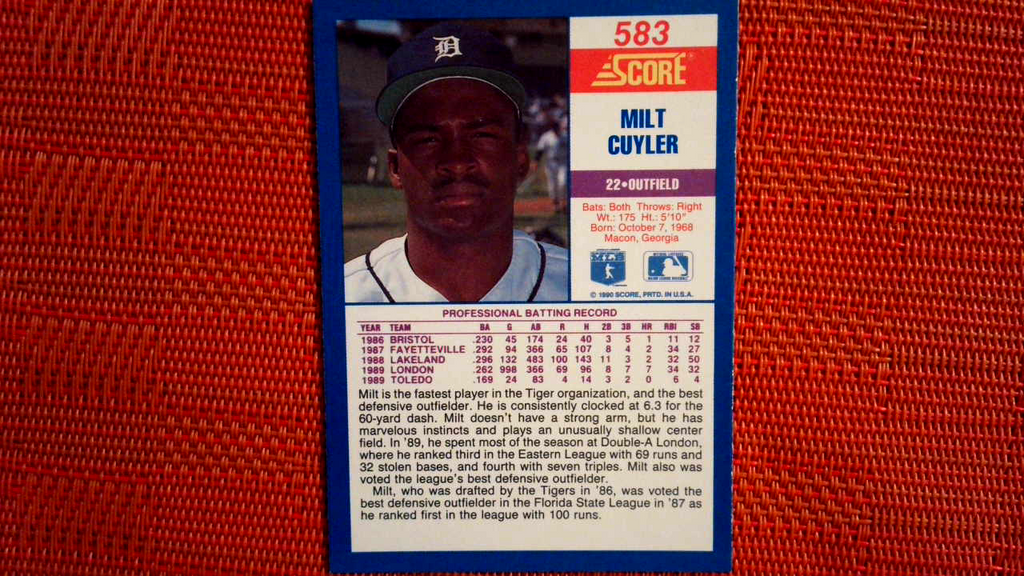 D
583
SCORE®
MILT
CUYLER
22•OUTFIELD
Bats: Both Throws: Right
Wt.: 175 Ht.: 5'10"
Born: October 7, 1968
Macon, Georgia
© 1990 SCORE, PRTD. IN U.S.A.
PROFESSIONAL BATTING RECORD
YEAR TEAM BA G AB R H 2B 3B HR RBI SB
1986 BRISTOL .230 45 174 24 40 3 5 1 11 12
1987 FAYETTEVILLE .292 94 366 65 107 8 4 2 34 27
1988 LAKELAND .296 132 483 100 143 11 3 2 32 50
1989 LONDON .262 998 366 69 96 8 7 7 34 32
1989 TOLEDO .169 24 83 4 14 3 2 0 6 4
Milt is the fastest player in the Tiger organization, and the best
defensive outfielder. He is consistently clocked at 6.3 for the
60-yard dash. Milt doesn't have a strong arm, but he has
marvelous instincts and plays an unusually shallow center
field. In '89, he spent most of the season at Double-A London,
where he ranked third in the Eastern League with 69 runs and
32 stolen bases, and fourth with seven triples. Milt also was
voted the league's best defensive outfielder.
Milt, who was drafted by the Tigers in '86, was voted the
best defensive outfielder in the Florida State League in '87 as
he ranked first in the league with 100 runs.